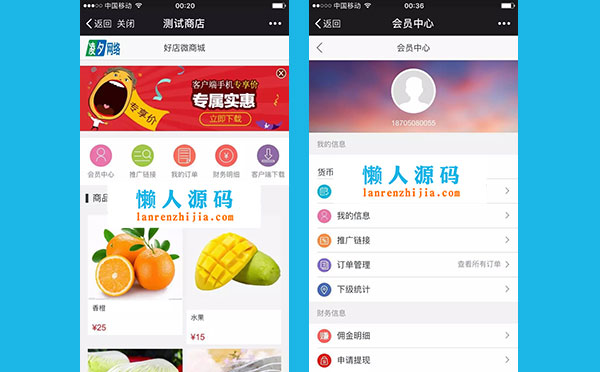 中国移动 00:20
返回 关闭 测试商店
凌夕网络 好店微商城
客户端手机专享价
专属实惠
立即下载
专享价
会员中心 推广链接 我的订单 财务明细 客户端下载
商品
懒人源码
lanrenzhijia.com
香柑
¥25
水果
¥15
中国移动 00:36
返回 会员中心
会员中心
18705080055
我的信息
货币
懒人源码
lanrenzhijia.com
我的信息
推广链接
订单管理 查看所有订单
下级统计
财务信息
佣金明细
申请提现